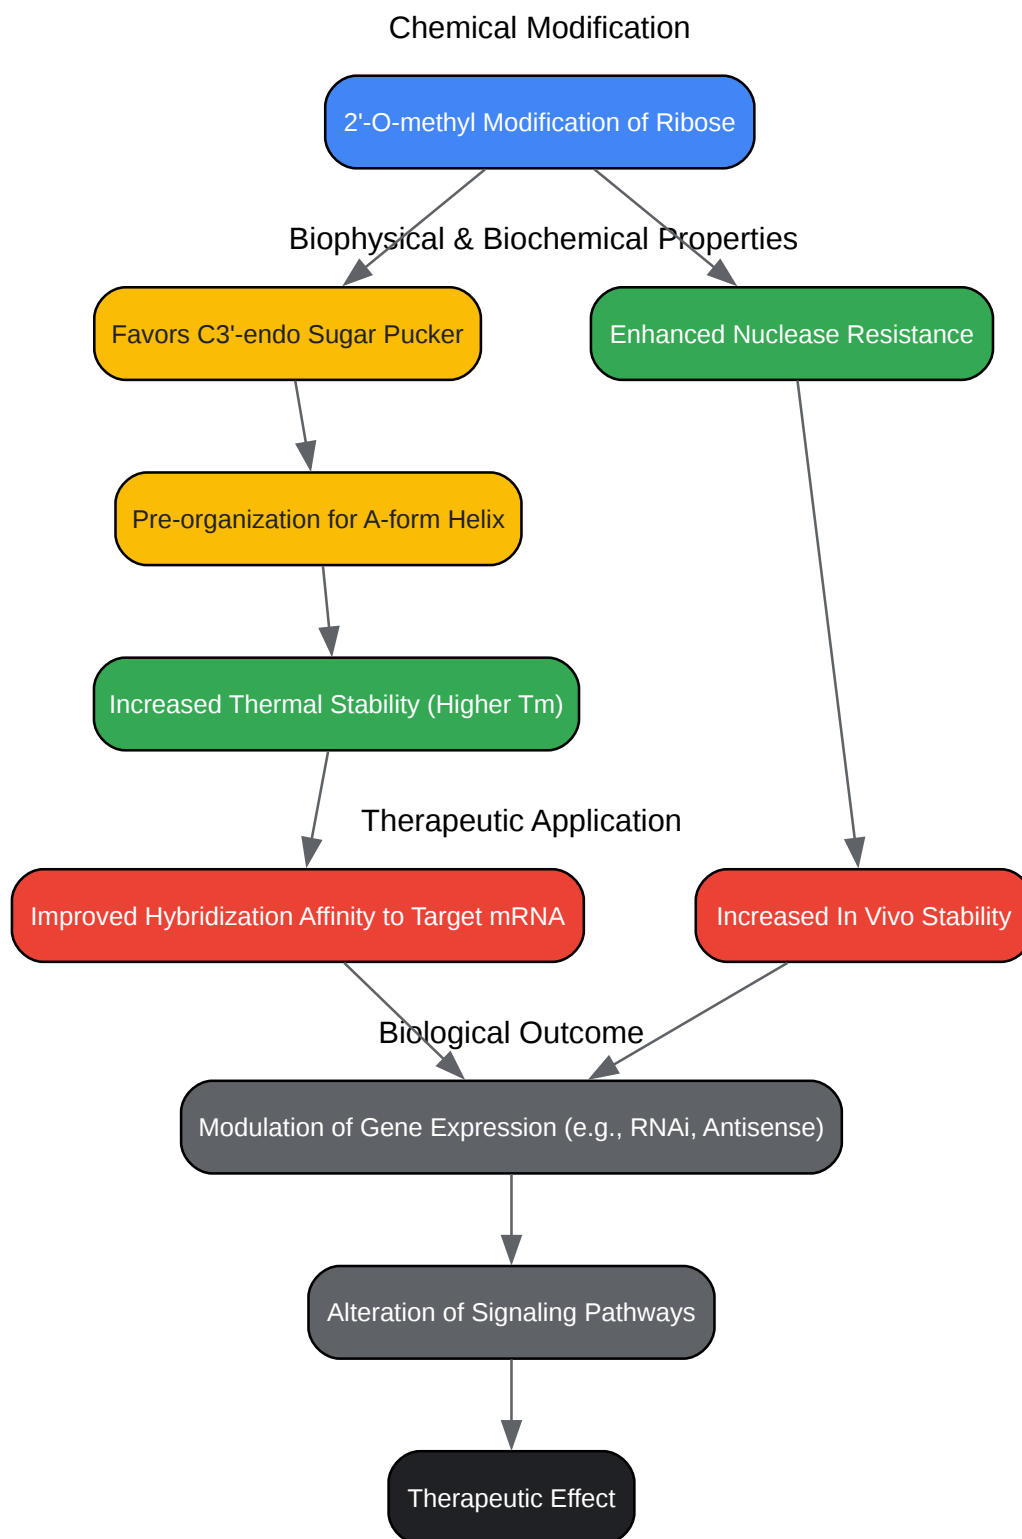 Chemical Modification
2'-O-methyl Modification of Ribose
Biophysical & Biochemical Properties
Favors C3'-endo Sugar Pucker
Enhanced Nuclease Resistance
Pre-organization for A-form Helix
Increased Thermal Stability (Higher Tm)
Therapeutic Application
Improved Hybridization Affinity to Target mRNA
Increased In Vivo Stability
Biological Outcome
Modulation of Gene Expression (e.g., RNAi, Antisense)
Alteration of Signaling Pathways
Therapeutic Effect